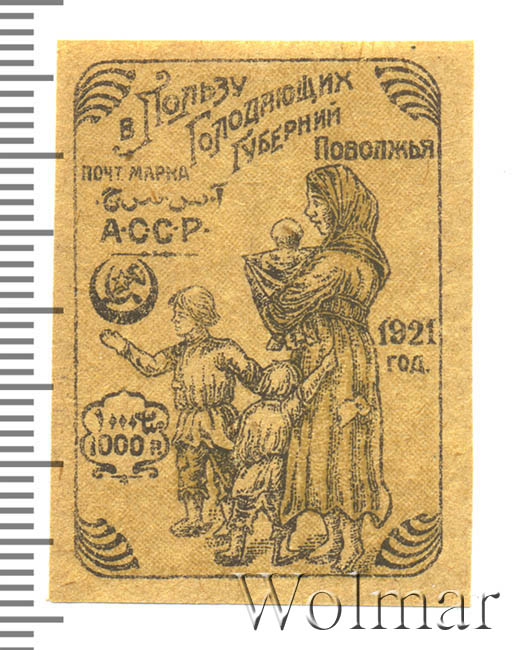 В Пользу
Голодающих
Губерний
Поволжья
ПОЧТ. МАРКА
А·С·С·Р·
1921
ГОД.
1000 Р.
Wolmar